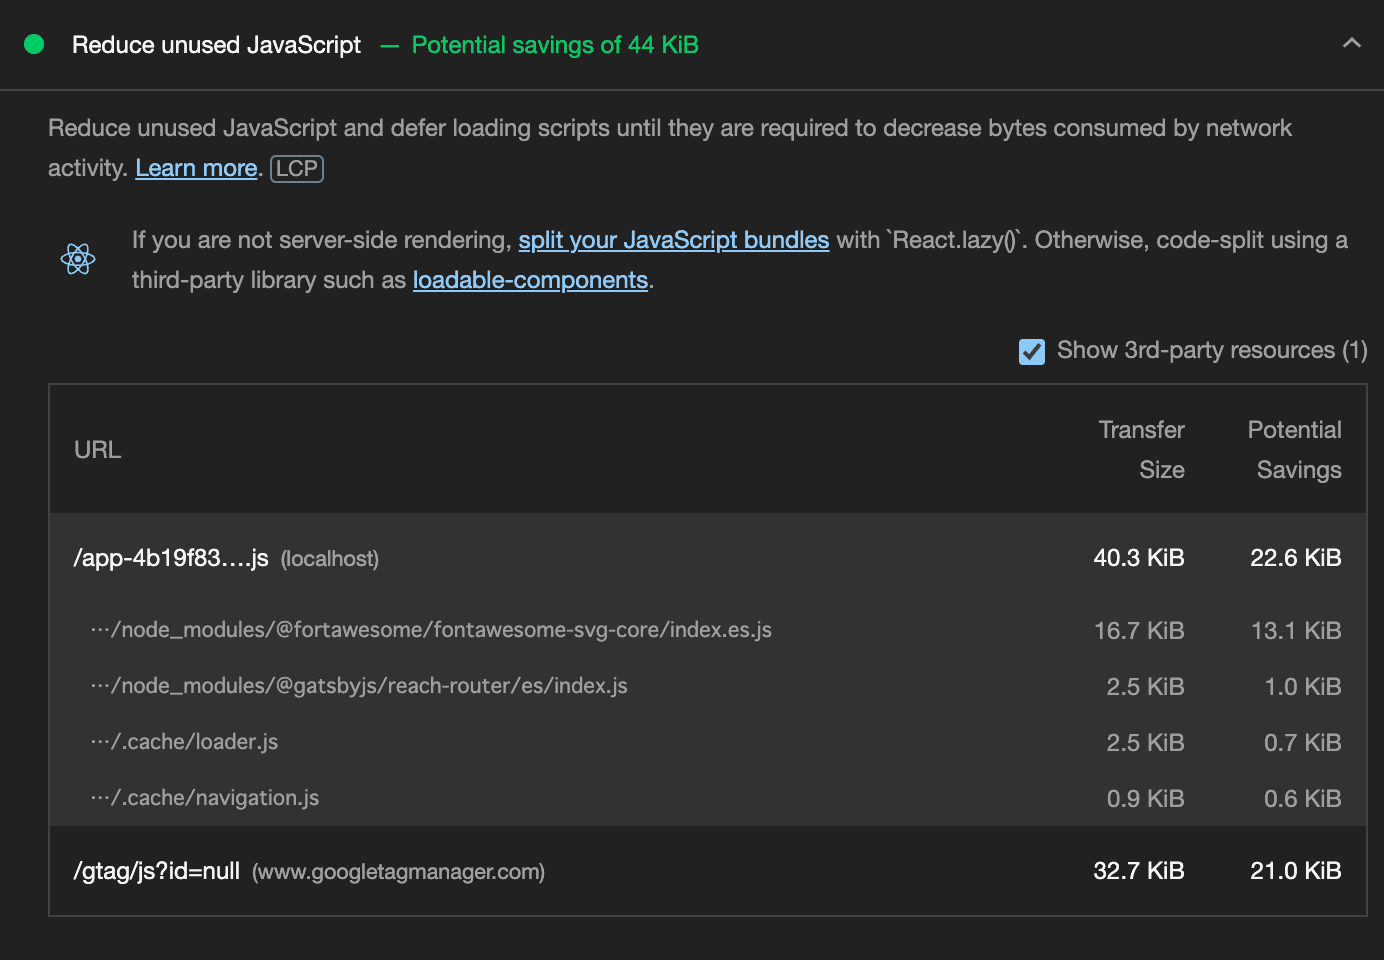 Reduce unused JavaScript — Potential savings of 44 KiB
Reduce unused JavaScript and defer loading scripts until they are required to decrease bytes consumed by network
activity. Learn more. LCP
If you are not server-side rendering, split your JavaScript bundles with `React.lazy()`. Otherwise, code-split using a
third-party library such as loadable-components.
Show 3rd-party resources (1)
URL
Transfer
Size
Potential
Savings
/app-4b19f83….js (localhost) 40.3 KiB 22.6 KiB
…/node_modules/@fortawesome/fontawesome-svg-core/index.es.js 16.7 KiB 13.1 KiB
…/node_modules/@gatsbyjs/reach-router/es/index.js 2.5 KiB 1.0 KiB
…/.cache/loader.js 2.5 KiB 0.7 KiB
…/.cache/navigation.js 0.9 KiB 0.6 KiB
/gtag/js?id=null (www.googletagmanager.com) 32.7 KiB 21.0 KiB